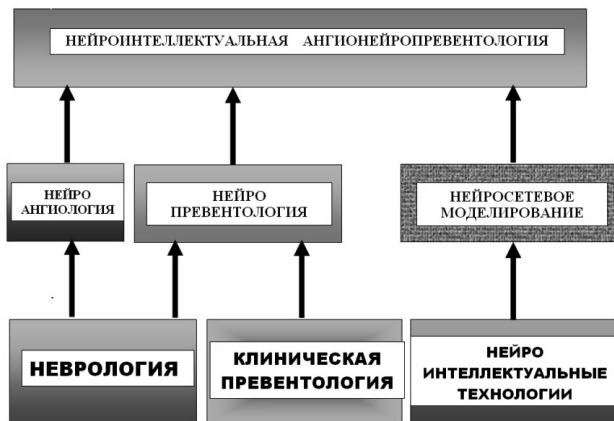 НЕЙРОИНТЕЛЛЕКТУАЛЬНАЯ АНГИОНЕЙРОПРЕВЕНТОЛОГИЯ
НЕЙРО
АНГИОЛОГИЯ
НЕЙРО
ПРЕВЕНТОЛОГИЯ
НЕЙРОСЕТЕВОЕ
МОДЕЛИРОВАНИЕ
НЕВРОЛОГИЯ
КЛИНИЧЕСКАЯ
ПРЕВЕНТОЛОГИЯ
НЕЙРО
ИНТЕЛЛЕКТУАЛЬНЫЕ
ТЕХНОЛОГИИ